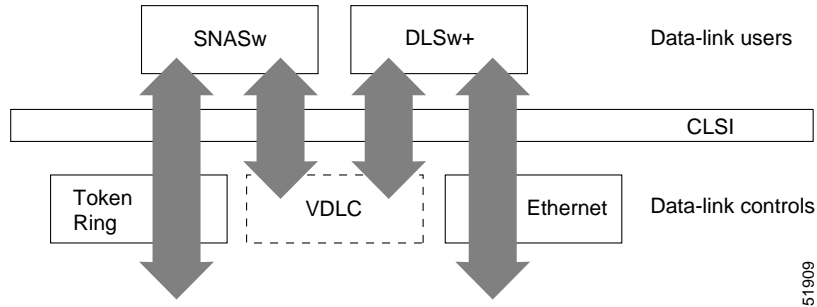 SNASw
DLSw+
Data-link users
CLSI
Token
Ring
VDLC
Ethernet
Data-link controls
51909